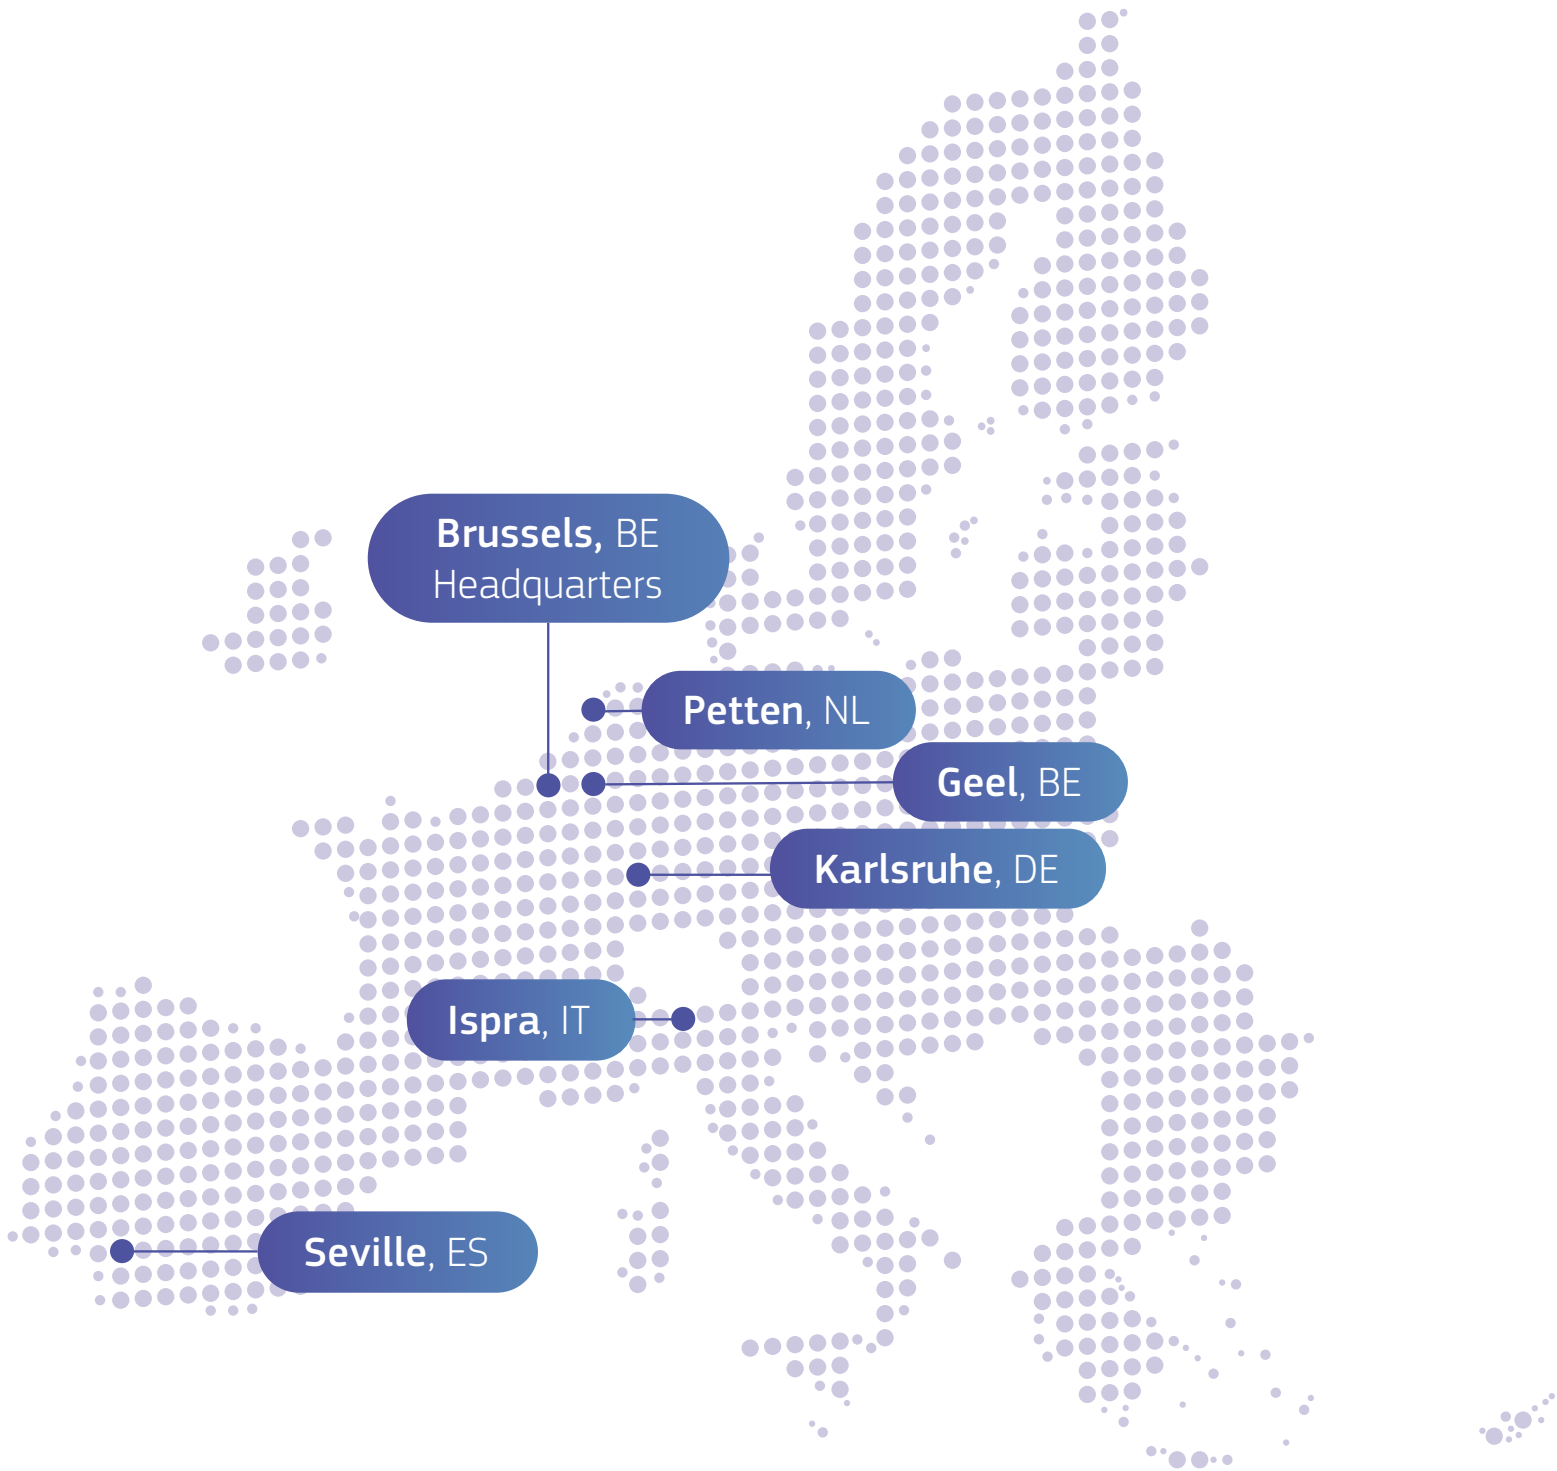 Brussels, BE
Headquarters
Petten, NL
Geel, BE
Karlsruhe, DE
Ispra, IT
Seville, ES